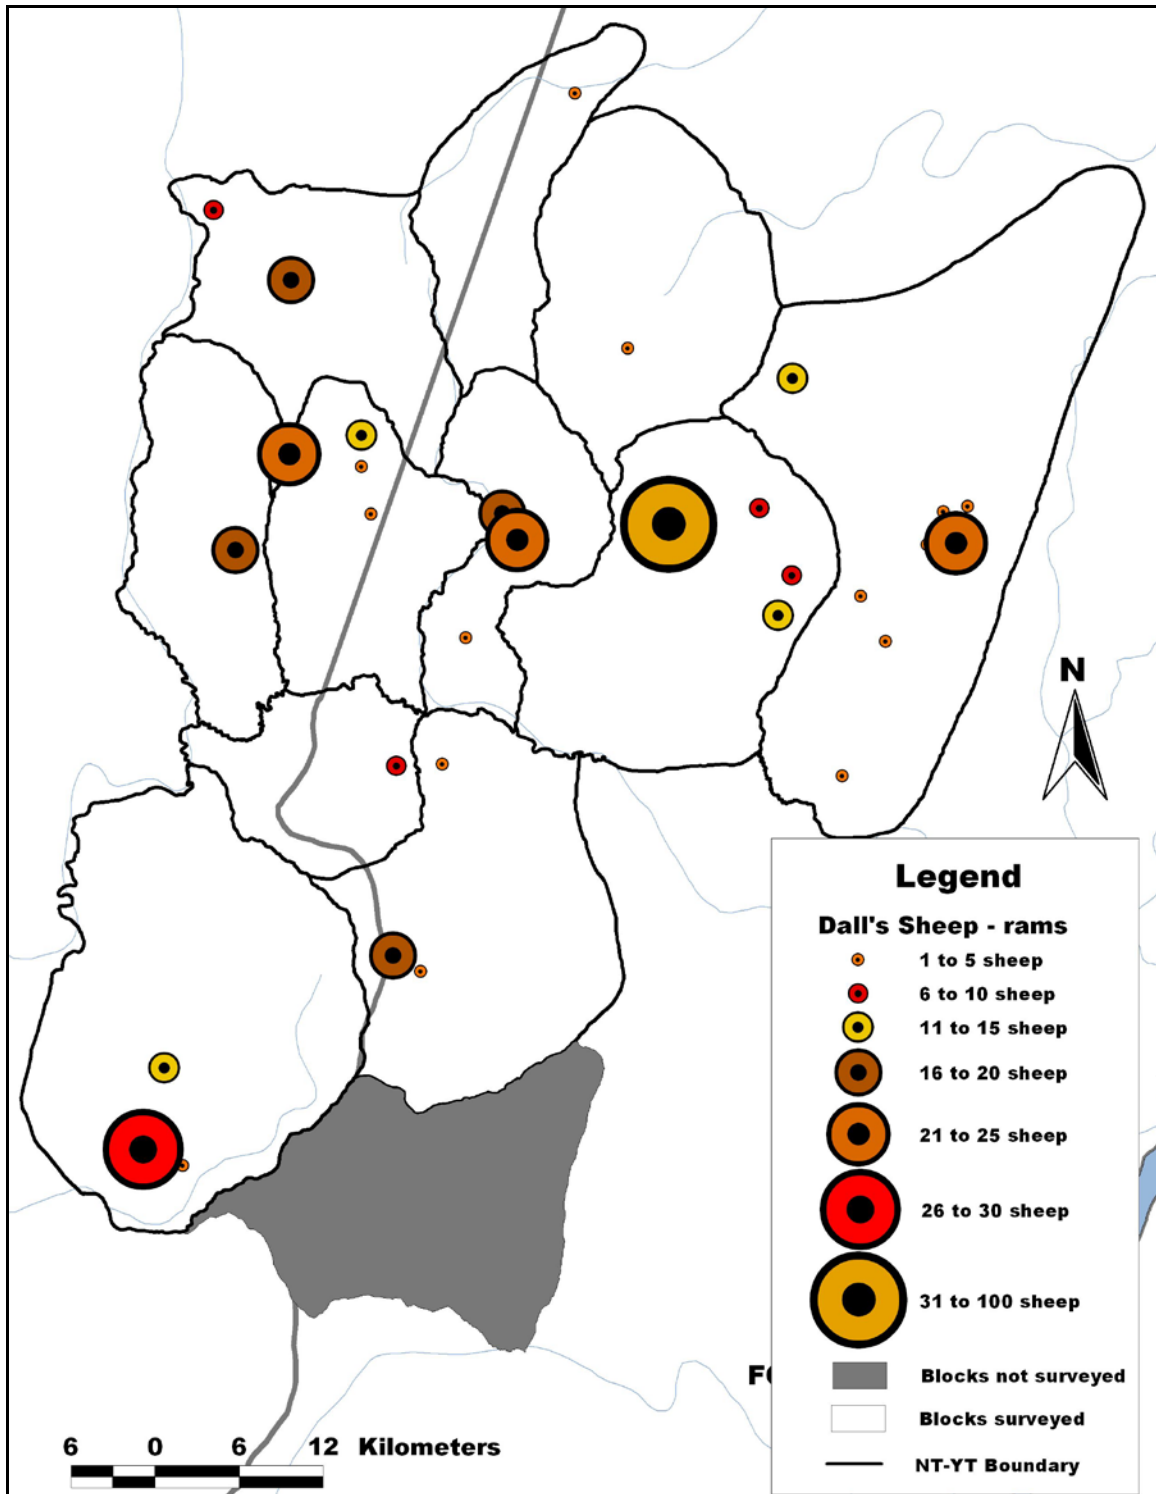 N
Legend
Dall's Sheep - rams
1 to 5 sheep
6 to 10 sheep
11 to 15 sheep
16 to 20 sheep
21 to 25 sheep
26 to 30 sheep
31 to 100 sheep
Blocks not surveyed
Blocks surveyed
NT-YT Boundary
6 0 6 12 Kilometers